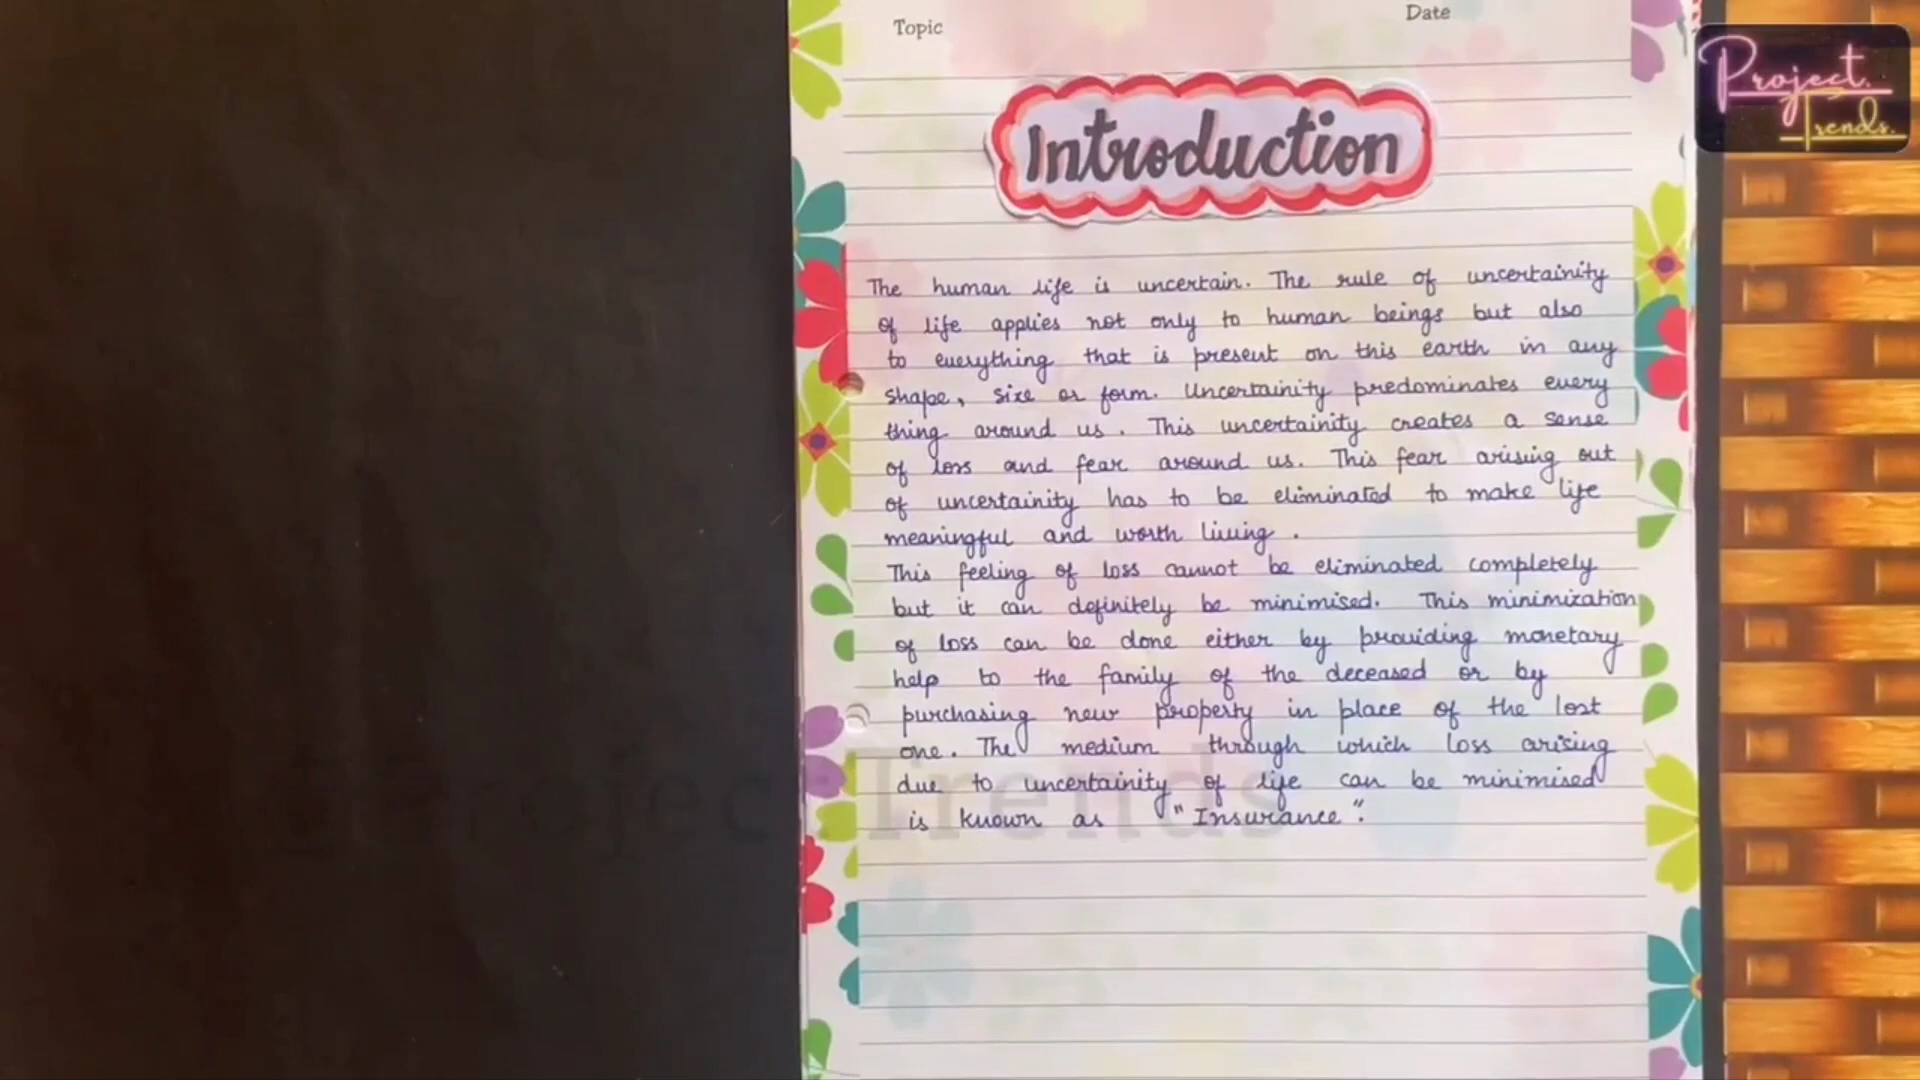 Topic
Date
Project.
Trends.
Introduction
The human life is uncertain. The rule of uncertainity
of life applies not only to human beings but also
to everything that is present on this earth in any
shape, size or form. Uncertainity predominates every
thing around us. This uncertainity creates a sense
of loss and fear around us. This fear arising out
of uncertainity has to be eliminated to make life
meaningful and worth living.
This feeling of loss cannot be eliminated completely
but it can definitely be minimised. This minimization
of loss can be done either by providing monetary
help to the family of the deceased or by
purchasing new property in place of the lost
one. The medium through which loss arising
due to uncertainity of life can be minimised
is known as "Insurance".
Project Trends